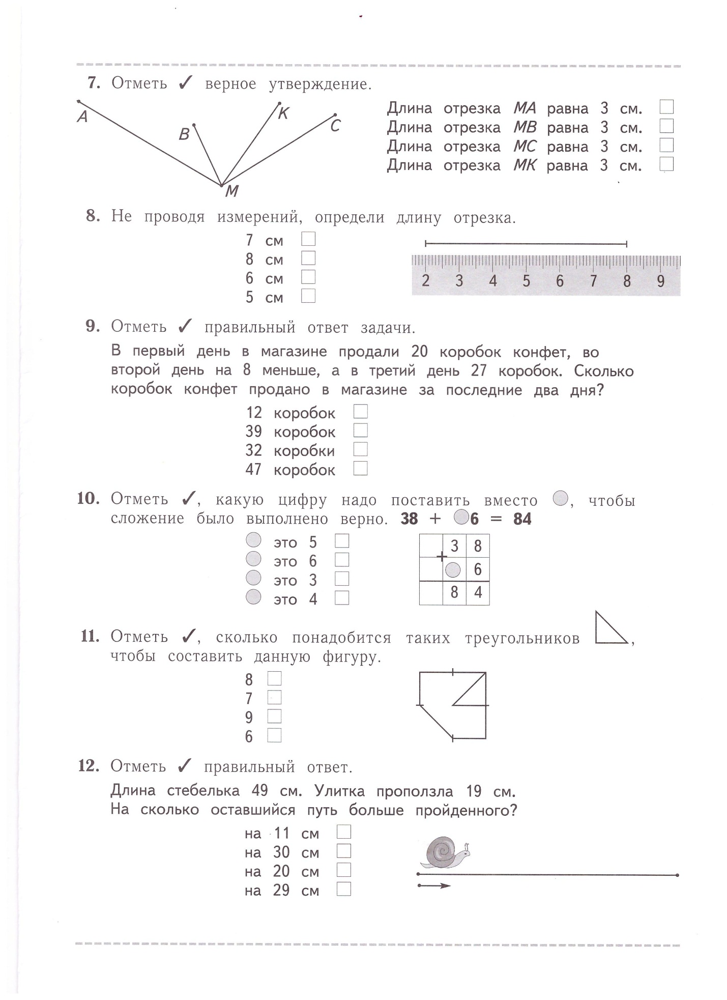 7. Отметь ✓ верное утверждение.
A
B
K
C
M
Длина отрезка MA равна 3 см.
Длина отрезка MB равна 3 см.
Длина отрезка MC равна 3 см.
Длина отрезка MK равна 3 см.
8. Не проводя измерений, определи длину отрезка.
7 см
8 см
6 см
5 см
2 3 4 5 6 7 8 9
9. Отметь ✓ правильный ответ задачи.
В первый день в магазине продали 20 коробок конфет, во
второй день на 8 меньше, а в третий день 27 коробок. Сколько
коробок конфет продано в магазине за последние два дня?
12 коробок
39 коробок
32 коробки
47 коробок
10. Отметь ✓, какую цифру надо поставить вместо , чтобы
сложение было выполнено верно. 38 + 6 = 84
это 5
это 6
это 3
это 4
3 8
+
6
8 4
11. Отметь ✓, сколько понадобится таких треугольников ,
чтобы составить данную фигуру.
8
7
9
6
12. Отметь ✓ правильный ответ.
Длина стебелька 49 см. Улитка проползла 19 см.
На сколько оставшийся путь больше пройденного?
на 11 см
на 30 см
на 20 см
на 29 см